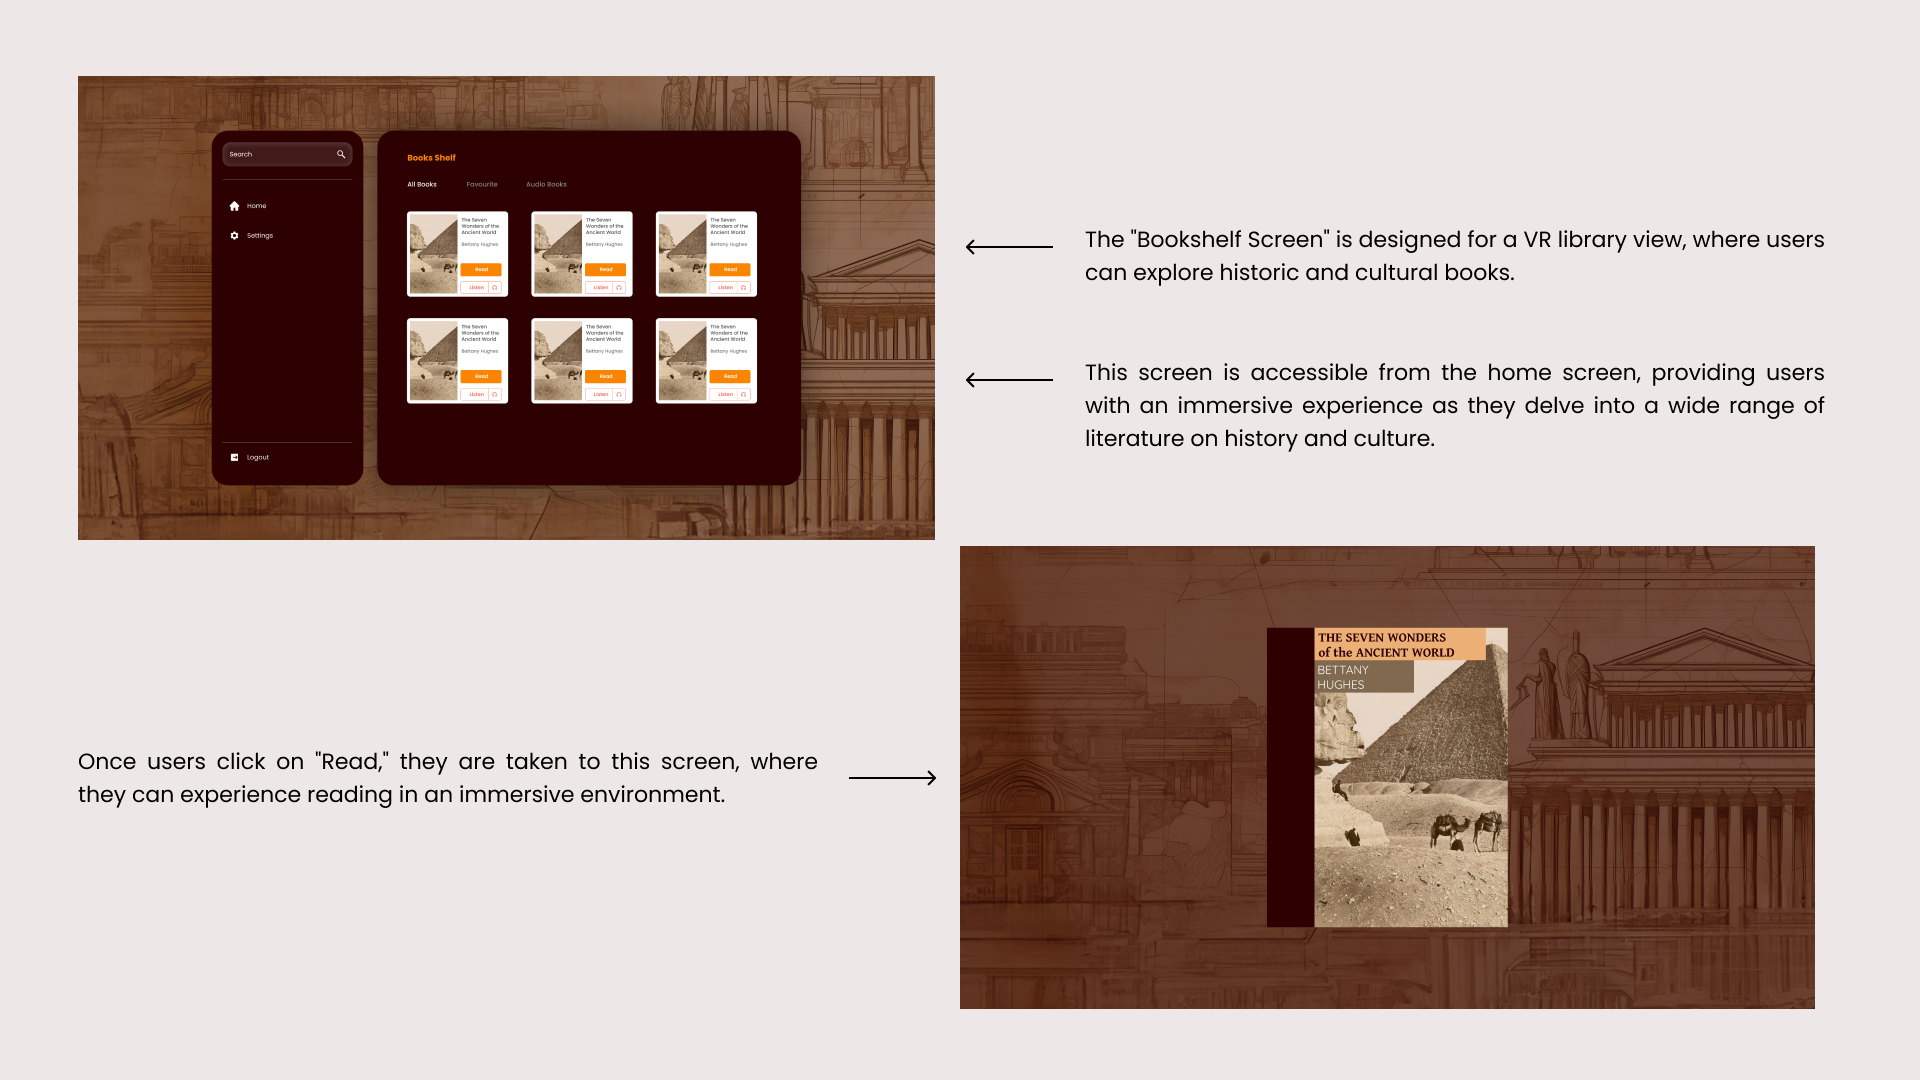 Search
Home
Settings
Logout
Books Shelf
All Books Favourite Audio Books
The Seven
Wonders of the
Ancient World
Bettany Hughes
Read
Listen
The Seven
Wonders of the
Ancient World
Bettany Hughes
Read
Listen
The Seven
Wonders of the
Ancient World
Bettany Hughes
Read
Listen
The Seven
Wonders of the
Ancient World
Bettany Hughes
Read
Listen
The Seven
Wonders of the
Ancient World
Bettany Hughes
Read
Listen
The Seven
Wonders of the
Ancient World
Bettany Hughes
Read
Listen
The "Bookshelf Screen" is designed for a VR library view, where users
can explore historic and cultural books.
This screen is accessible from the home screen, providing users
with an immersive experience as they delve into a wide range of
literature on history and culture.
Once users click on "Read," they are taken to this screen, where
they can experience reading in an immersive environment.
THE SEVEN WONDERS
of the ANCIENT WORLD
BETTANY
HUGHES